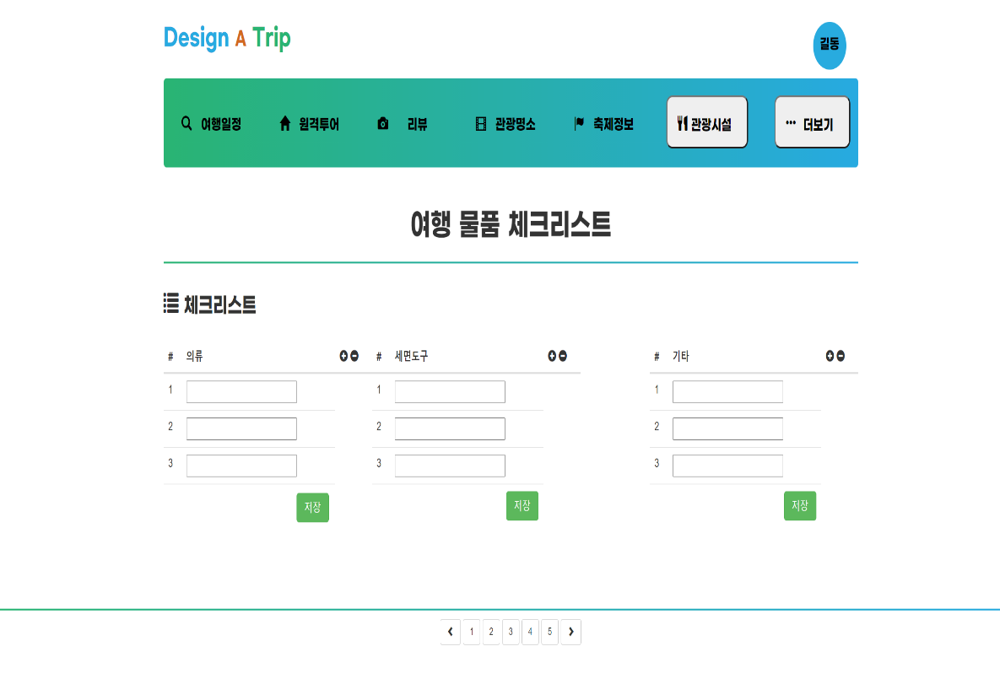 Design A Trip
길동
여행일정 원격투어 리뷰 관광명소 축제정보 관광시설 ··· 더보기
여행 물품 체크리스트
체크리스트
# 의류 # 세면도구 # 기타
1 1 1
2 2 2
3 3 3
저장 저장 저장
1 2 3 4 5